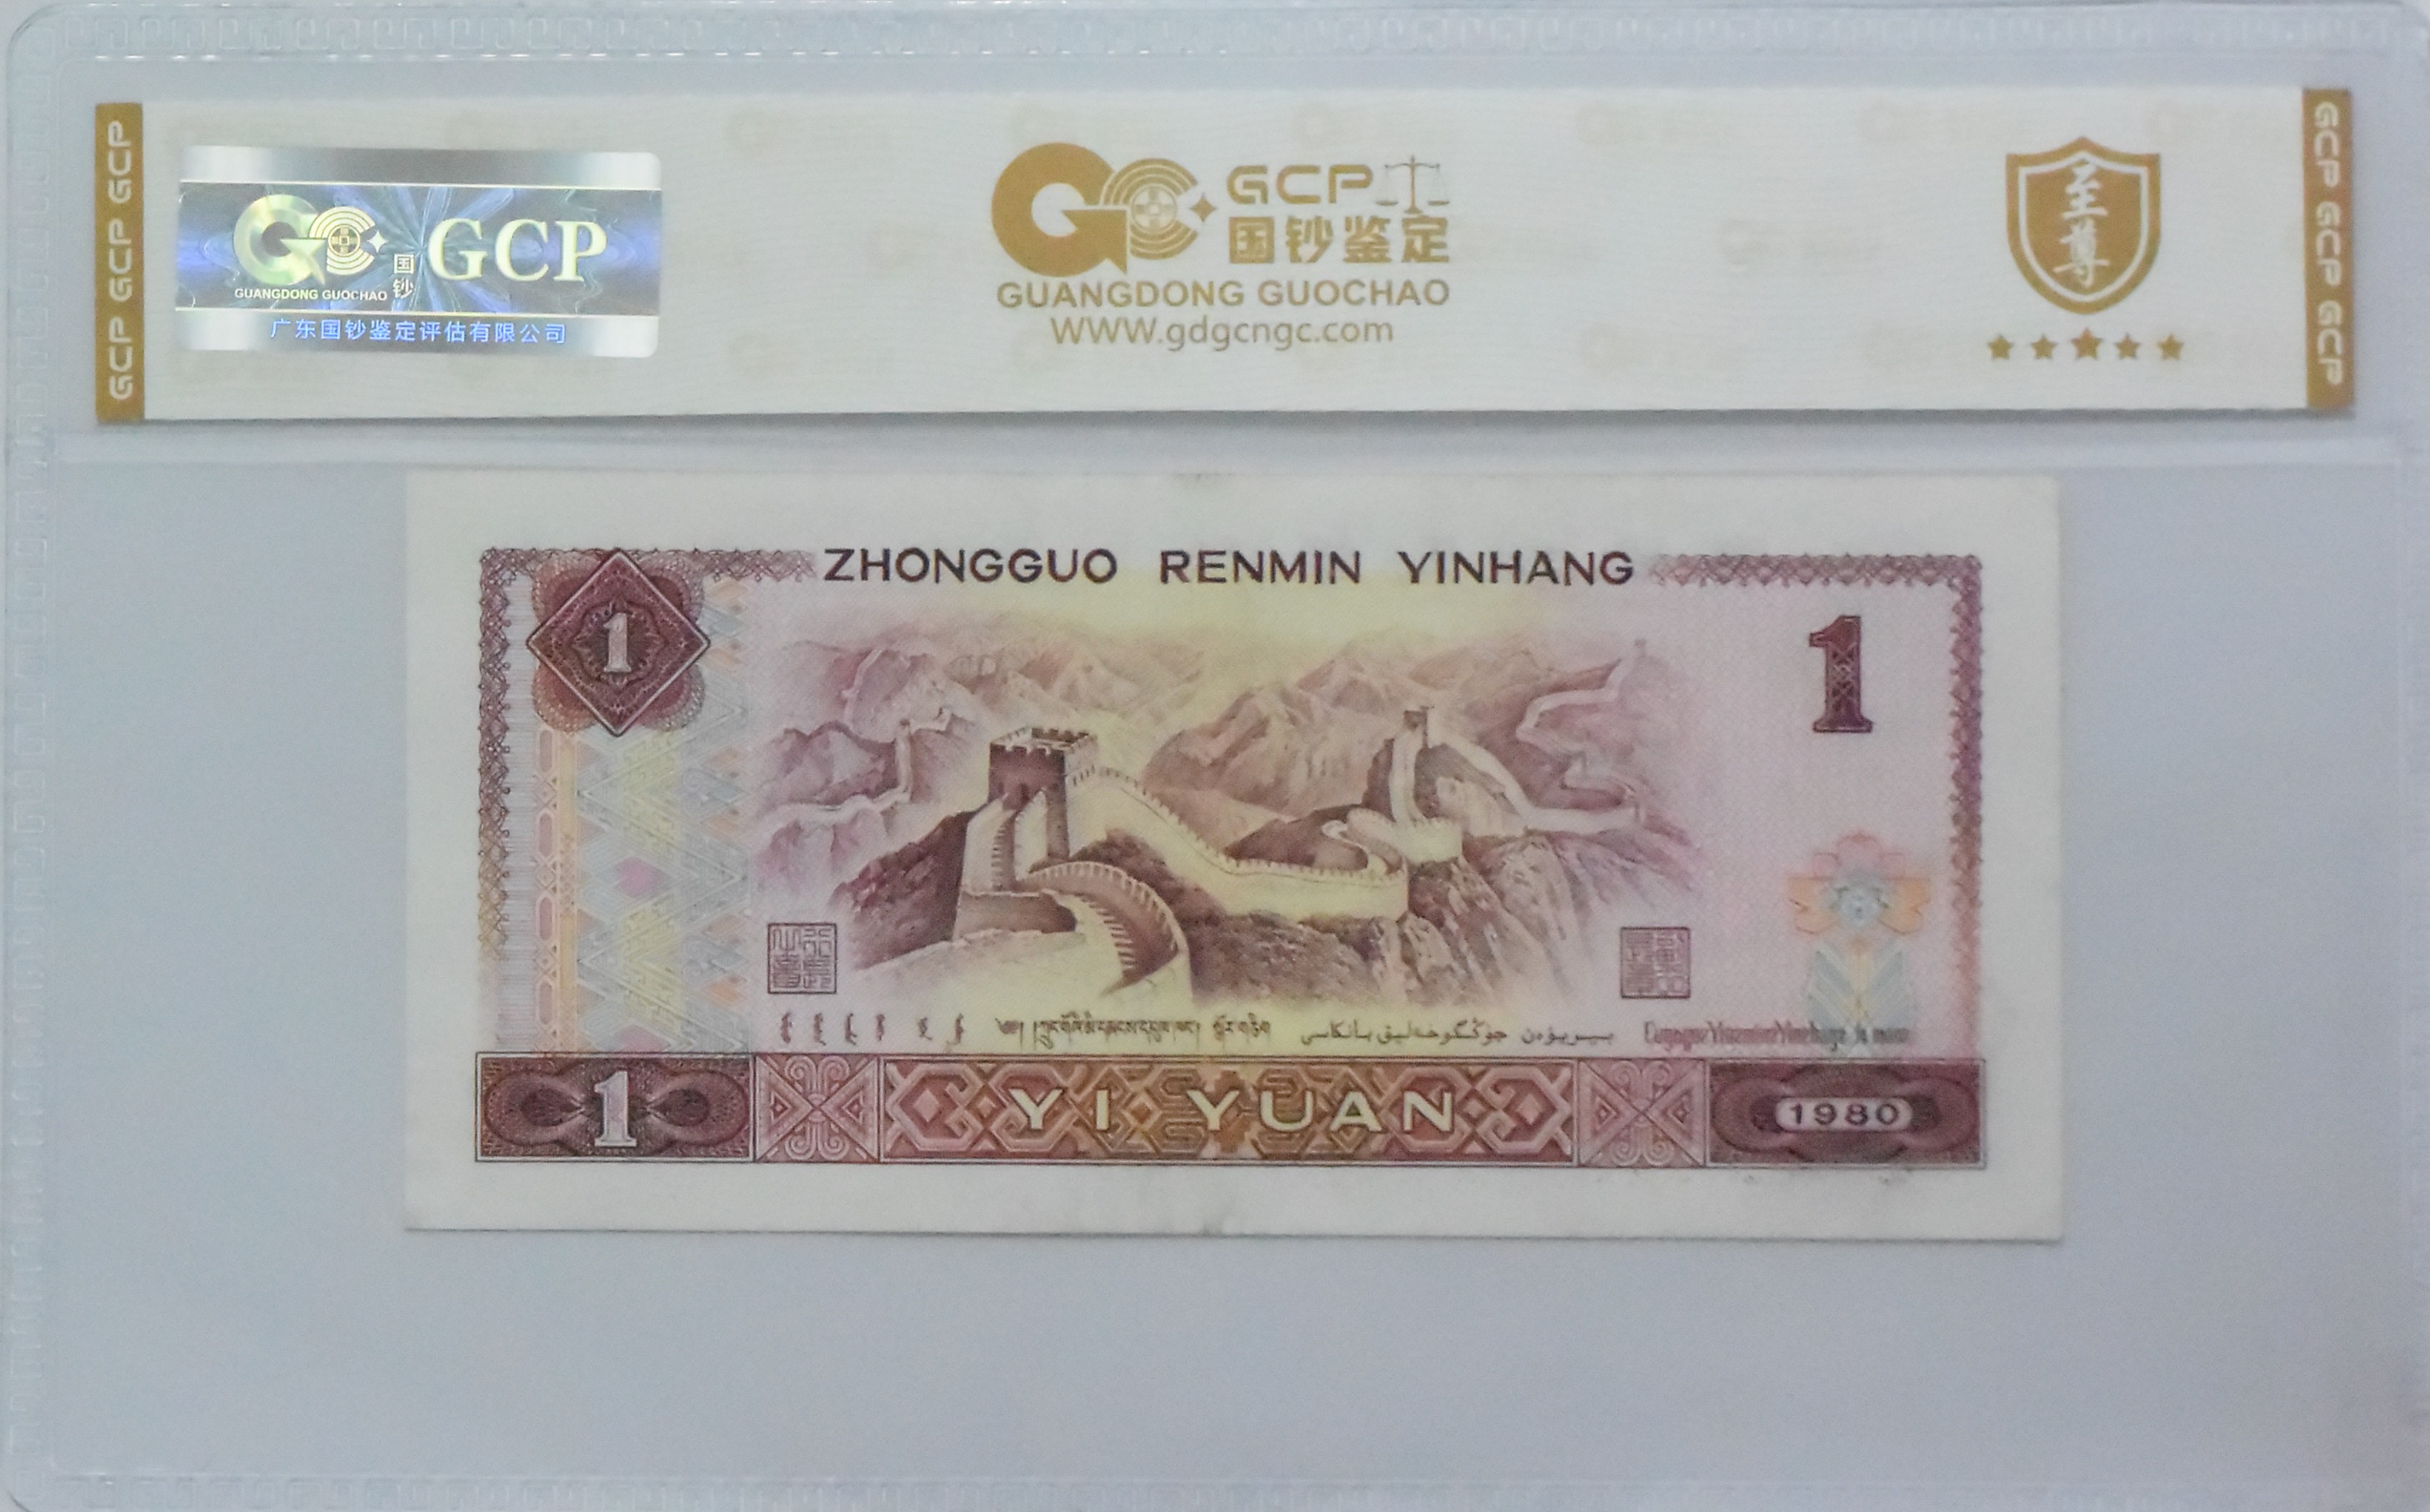 GCP GCP GCP
国钞
GCP
GUANGDONG GUOCHAO
广东国钞鉴定评估有限公司
GCP
国钞鉴定
GUANGDONG GUOCHAO
WWW.gdgcngc.com
至尊
GCP GCP GCP
ZHONGGUO RENMIN YINHANG
1
1
1
YI YUAN
1980